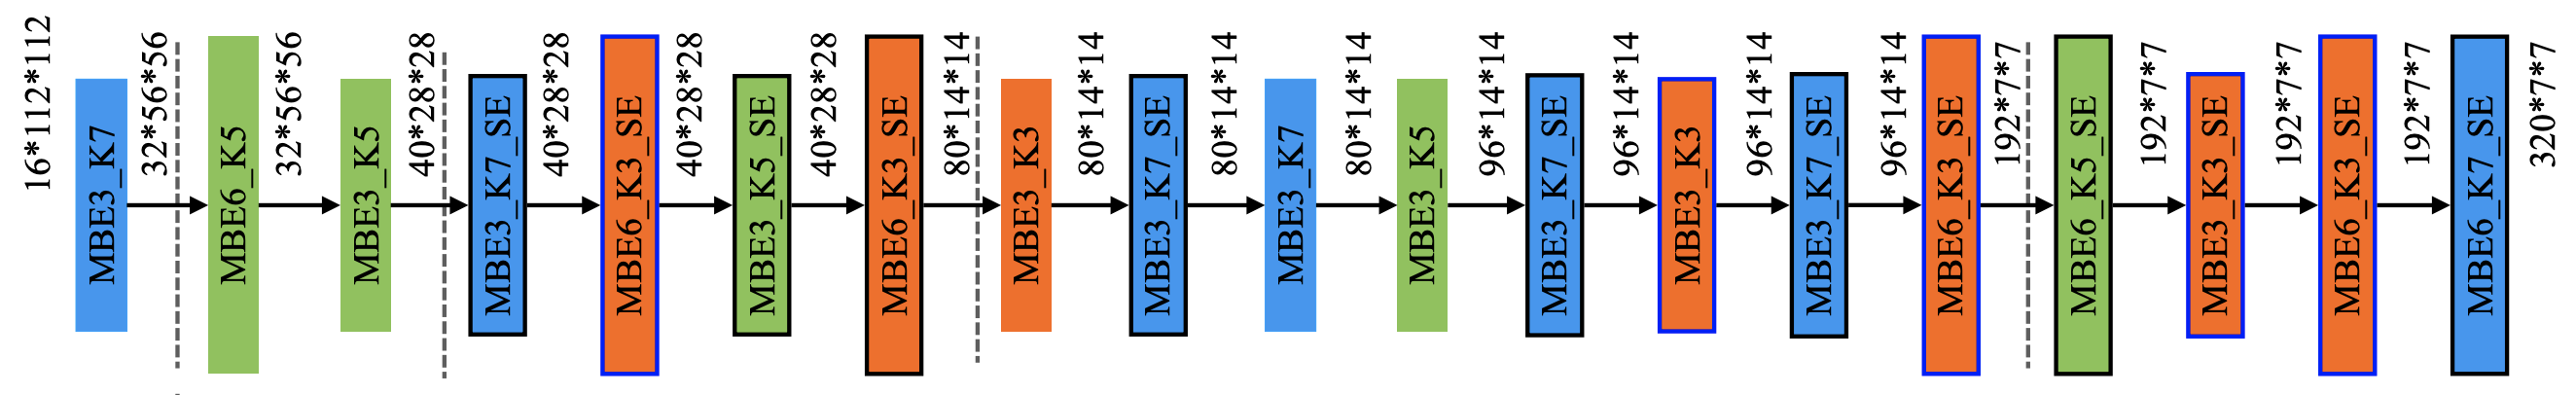 16*112*112
MBE3_K7
32*56*56
MBE6_K5
32*56*56
MBE3_K5
40*28*28
MBE3_K7_SE
40*28*28
MBE6_K3_SE
40*28*28
MBE3_K5_SE
40*28*28
MBE6_K3_SE
80*14*14
MBE3_K3
80*14*14
MBE3_K7_SE
80*14*14
MBE3_K7
80*14*14
MBE3_K5
96*14*14
MBE3_K7_SE
96*14*14
MBE3_K3
96*14*14
MBE3_K7_SE
96*14*14
MBE6_K3_SE
192*7*7
MBE6_K5_SE
192*7*7
MBE3_K3_SE
192*7*7
MBE6_K3_SE
192*7*7
MBE6_K7_SE
320*7*7